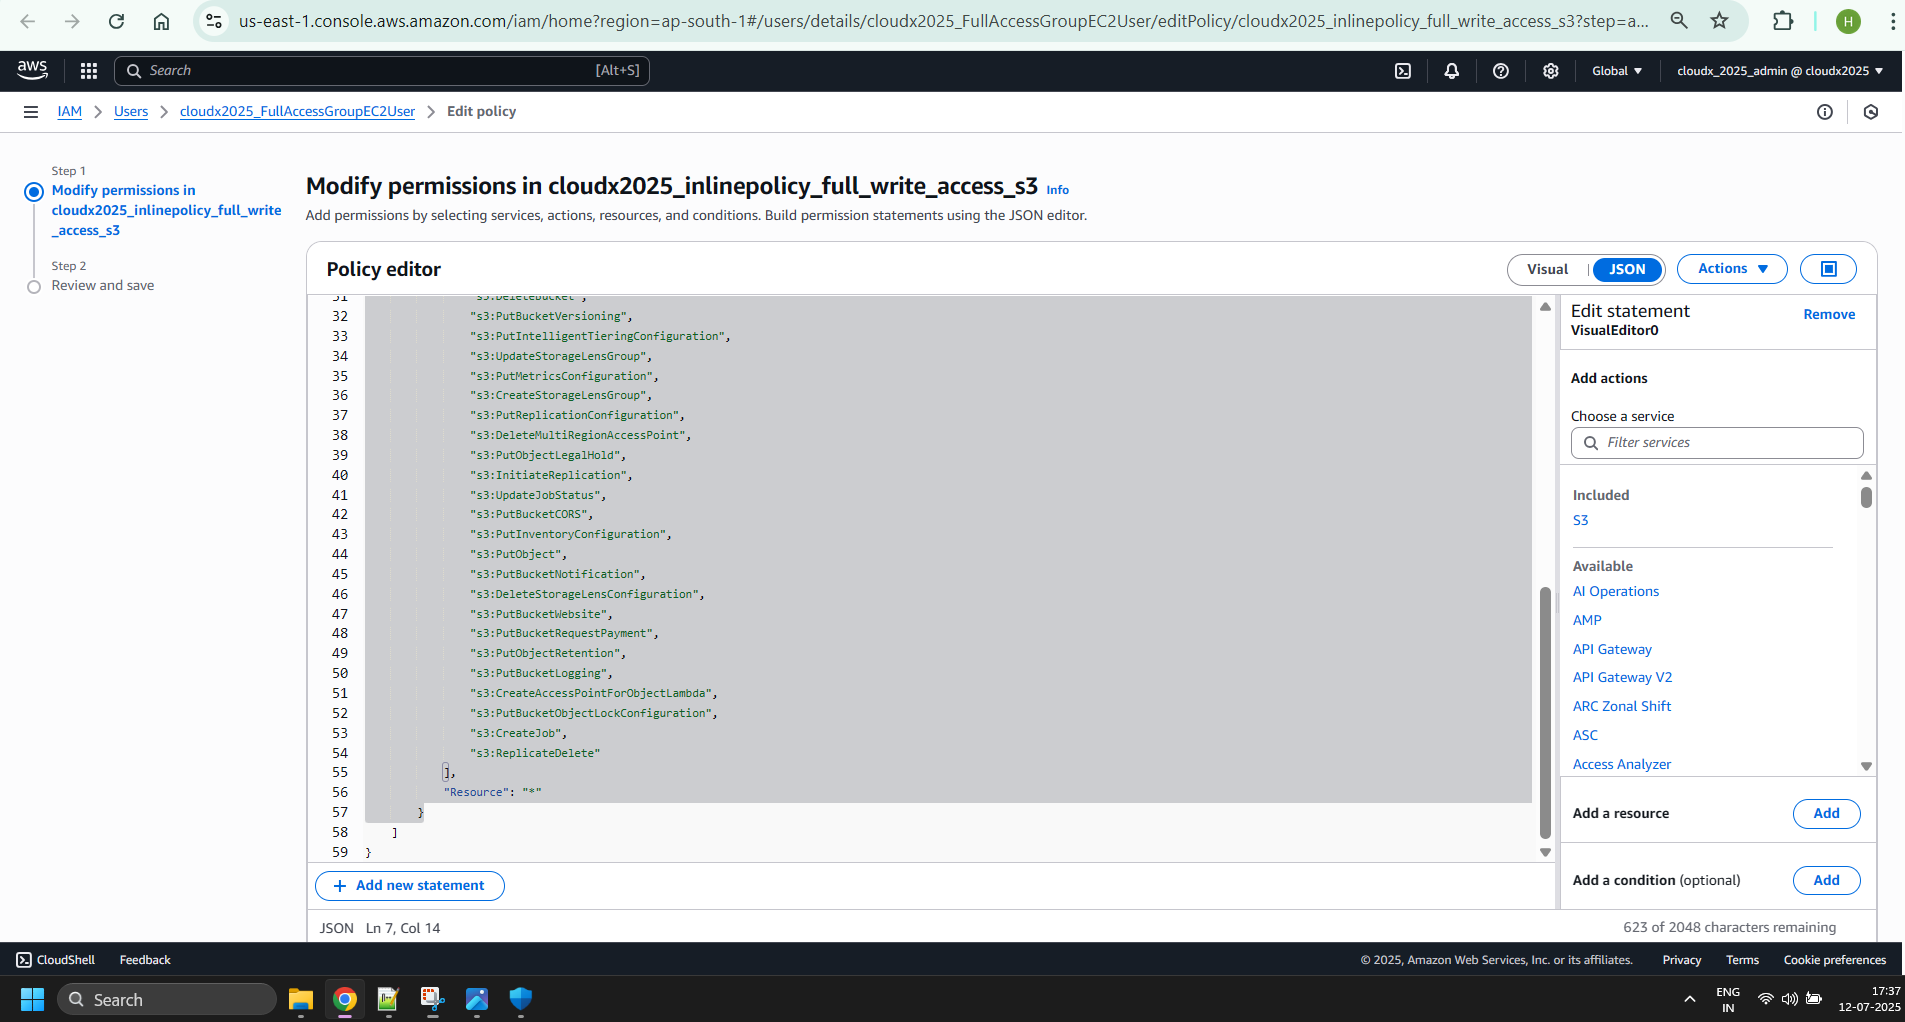 us-east-1.console.aws.amazon.com/iam/home?region=ap-south-1#/users/details/cloudx2025_FullAccessGroupEC2User/editPolicy/cloudx2025_inlinepolicy_full_write_access_s3?step=a...
H
aws
Search
[Alt+S]
Global
cloudx_2025_admin @ cloudx2025
IAM
Users
cloudx2025_FullAccessGroupEC2User
Edit policy
Step 1
Modify permissions in
cloudx2025_inlinepolicy_full_write
_access_s3
Step 2
Review and save
Modify permissions in cloudx2025_inlinepolicy_full_write_access_s3 Info
Add permissions by selecting services, actions, resources, and conditions. Build permission statements using the JSON editor.
Policy editor
Visual
JSON
Actions
31 "s3:DeleteBucket",
32 "s3:PutBucketVersioning",
33 "s3:PutIntelligentTieringConfiguration",
34 "s3:UpdateStorageLensGroup",
35 "s3:PutMetricsConfiguration",
36 "s3:CreateStorageLensGroup",
37 "s3:PutReplicationConfiguration",
38 "s3:DeleteMultiRegionAccessPoint",
39 "s3:PutObjectLegalHold",
40 "s3:InitiateReplication",
41 "s3:UpdateJobStatus",
42 "s3:PutBucketCORS",
43 "s3:PutInventoryConfiguration",
44 "s3:PutObject",
45 "s3:PutBucketNotification",
46 "s3:DeleteStorageLensConfiguration",
47 "s3:PutBucketWebsite",
48 "s3:PutBucketRequestPayment",
49 "s3:PutObjectRetention",
50 "s3:PutBucketLogging",
51 "s3:CreateAccessPointForObjectLambda",
52 "s3:PutBucketObjectLockConfiguration",
53 "s3:CreateJob",
54 "s3:ReplicateDelete"
55 ],
56 "Resource": "*"
57 }
58 ]
59 }
+ Add new statement
JSON Ln 7, Col 14
623 of 2048 characters remaining
Edit statement
VisualEditor0
Remove
Add actions
Choose a service
Filter services
Included
S3
Available
AI Operations
AMP
API Gateway
API Gateway V2
ARC Zonal Shift
ASC
Access Analyzer
Add a resource
Add
Add a condition (optional)
Add
CloudShell
Feedback
© 2025, Amazon Web Services, Inc. or its affiliates.
Privacy
Terms
Cookie preferences
Search
ENG
IN
17:37
12-07-2025